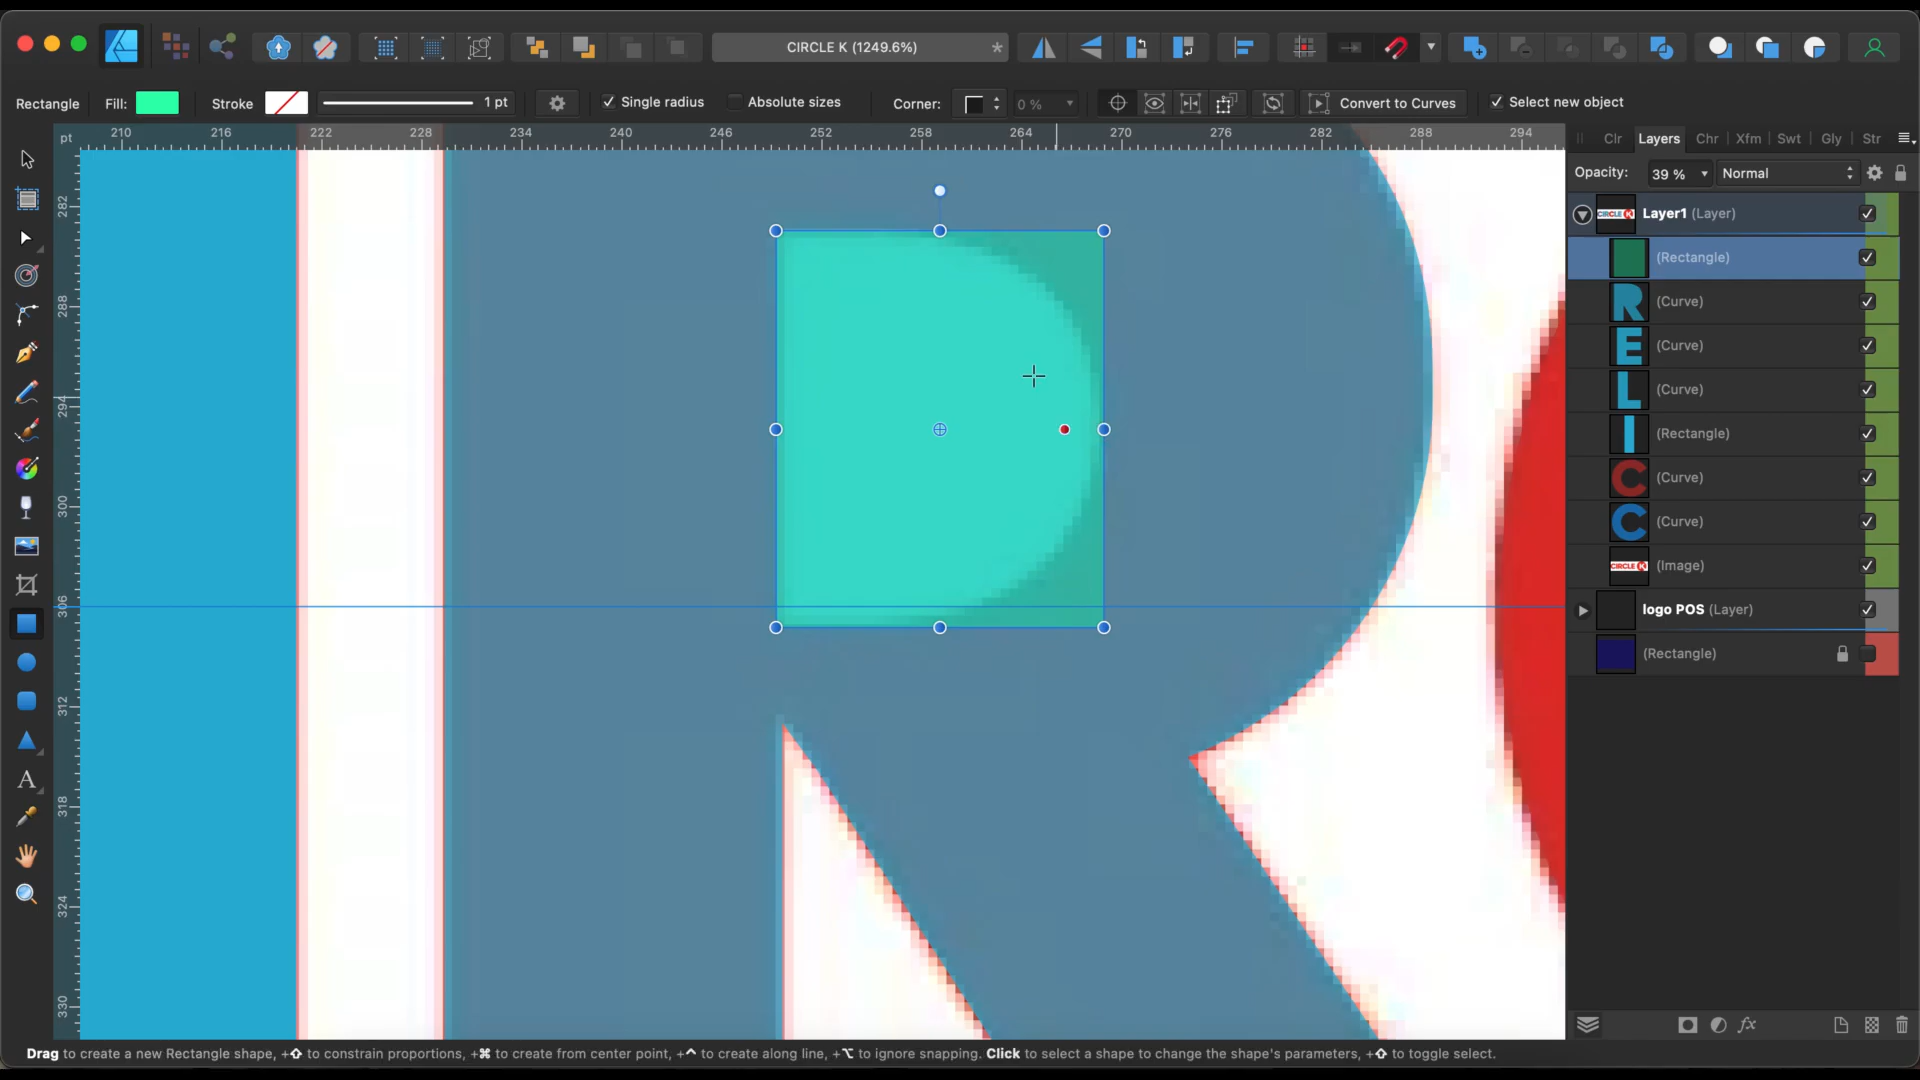 CIRCLE K (1249.6%)
Rectangle Fill: Stroke 1 pt Single radius Absolute sizes Corner: 0 % Convert to Curves Select new object
pt 210 216 222 228 234 240 246 252 258 264 270 276 282 288 294
Clr Layers Chr Xfm Swt Gly Str
Opacity: 39 % Normal
Layer1 (Layer)
(Rectangle)
R (Curve)
E (Curve)
L (Curve)
I (Rectangle)
C (Curve)
C (Curve)
CIRCLE K (Image)
logo POS (Layer)
(Rectangle)
282
288
294
300
306
312
318
324
330
A
fx
Drag to create a new Rectangle shape, +⇧ to constrain proportions, +⌘ to create from center point, +⌃ to create along line, +⌥ to ignore snapping. Click to select a shape to change the shape's parameters, +⇧ to toggle select.